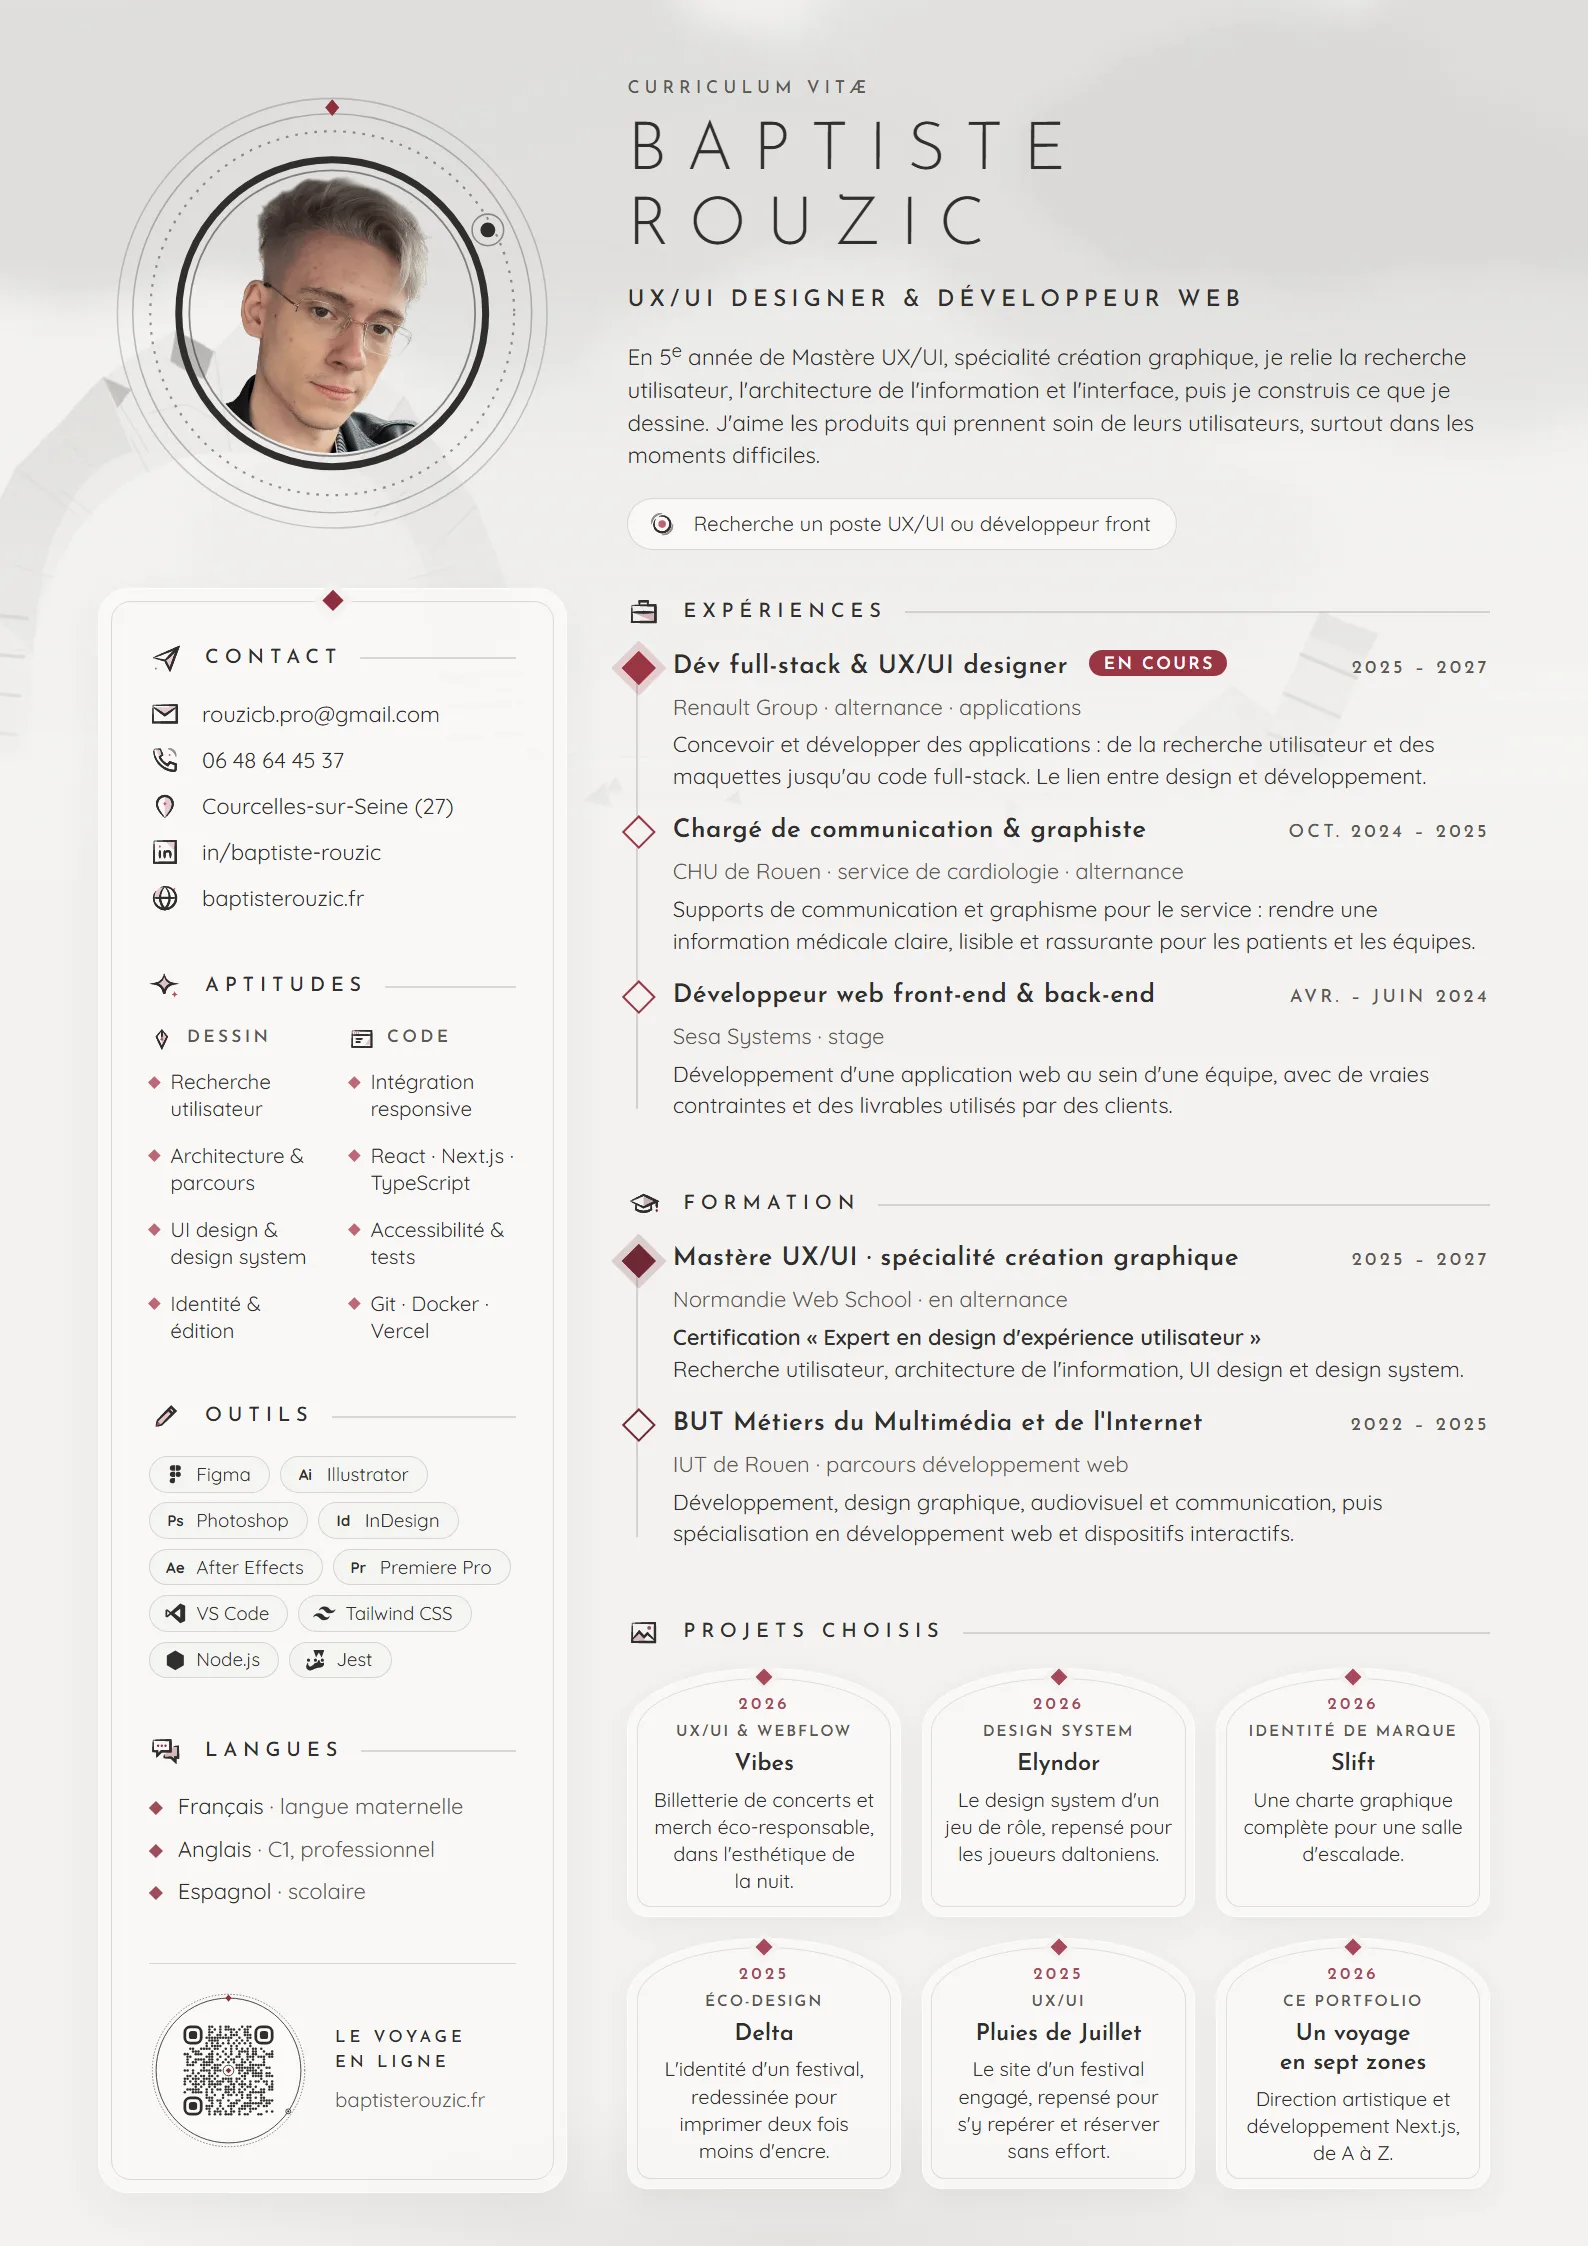 CURRICULUM VITÆ
BAPTISTE
ROUZIC
UX/UI DESIGNER & DÉVELOPPEUR WEB
En 5e année de Mastère UX/UI, spécialité création graphique, je relie la recherche
utilisateur, l'architecture de l'information et l'interface, puis je construis ce que je
dessine. J'aime les produits qui prennent soin de leurs utilisateurs, surtout dans les
moments difficiles.
Recherche un poste UX/UI ou développeur front
CONTACT
rouzicb.pro@gmail.com
06 48 64 45 37
Courcelles-sur-Seine (27)
in/baptiste-rouzic
baptisterouzic.fr
APTITUDES
DESSIN
Recherche
utilisateur
Architecture &
parcours
UI design &
design system
Identité &
édition
CODE
Intégration
responsive
React · Next.js ·
TypeScript
Accessibilité &
tests
Git · Docker ·
Vercel
OUTILS
Figma
Ai Illustrator
Ps Photoshop
Id InDesign
Ae After Effects
Pr Premiere Pro
VS Code
Tailwind CSS
Node.js
Jest
LANGUES
Français · langue maternelle
Anglais · C1, professionnel
Espagnol · scolaire
LE VOYAGE
EN LIGNE
baptisterouzic.fr
EXPÉRIENCES
Dév full-stack & UX/UI designer EN COURS 2025 – 2027
Renault Group · alternance · applications
Concevoir et développer des applications : de la recherche utilisateur et des
maquettes jusqu'au code full-stack. Le lien entre design et développement.
Chargé de communication & graphiste OCT. 2024 – 2025
CHU de Rouen · service de cardiologie · alternance
Supports de communication et graphisme pour le service : rendre une
information médicale claire, lisible et rassurante pour les patients et les équipes.
Développeur web front-end & back-end AVR. – JUIN 2024
Sesa Systems · stage
Développement d'une application web au sein d'une équipe, avec de vraies
contraintes et des livrables utilisés par des clients.
FORMATION
Mastère UX/UI · spécialité création graphique 2025 – 2027
Normandie Web School · en alternance
Certification « Expert en design d'expérience utilisateur »
Recherche utilisateur, architecture de l'information, UI design et design system.
BUT Métiers du Multimédia et de l'Internet 2022 – 2025
IUT de Rouen · parcours développement web
Développement, design graphique, audiovisuel et communication, puis
spécialisation en développement web et dispositifs interactifs.
PROJETS CHOISIS
2026
UX/UI & WEBFLOW
Vibes
Billetterie de concerts et
merch éco-responsable,
dans l'esthétique de
la nuit.
2026
DESIGN SYSTEM
Elyndor
Le design system d'un
jeu de rôle, repensé pour
les joueurs daltoniens.
2026
IDENTITÉ DE MARQUE
Slift
Une charte graphique
complète pour une salle
d'escalade.
2025
ÉCO-DESIGN
Delta
L'identité d'un festival,
redessinée pour
imprimer deux fois
moins d'encre.
2025
UX/UI
Pluies de Juillet
Le site d'un festival
engagé, repensé pour
s'y repérer et réserver
sans effort.
2026
CE PORTFOLIO
Un voyage
en sept zones
Direction artistique et
développement Next.js,
de A à Z.